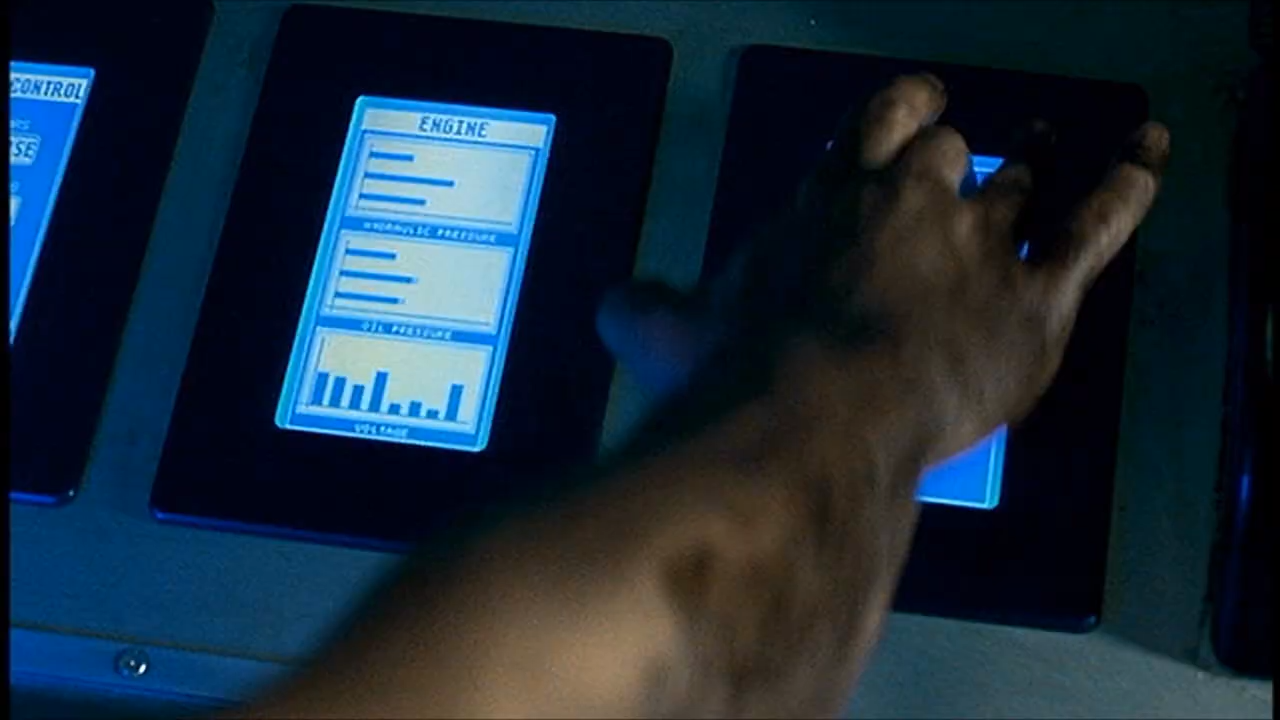 CONTROL
ENGINE
HYDRAULIC PRESSURE
OIL PRESSURE
VOLTAGE